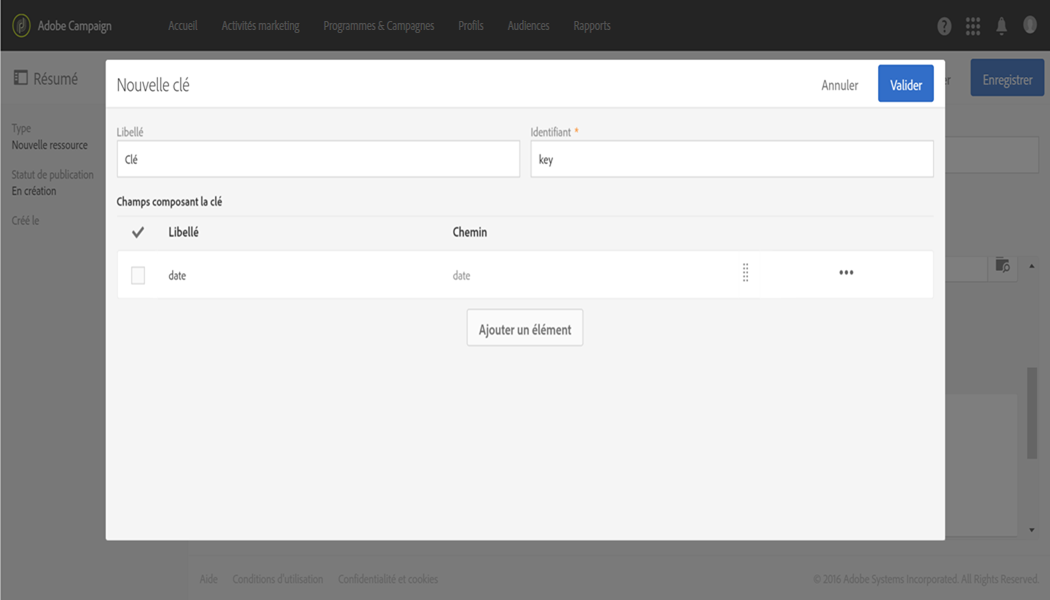 Adobe Campaign Accueil Activités marketing Programmes & Campagnes Profils Audiences Rapports
Résumé
Enregistrer
Nouvelle clé
Annuler
Valider
Type
Nouvelle ressource
Statut de publication
En création
Créé le
Libellé Identifiant *
Clé key
Champs composant la clé
Libellé Chemin
date date
Ajouter un élément
Aide Conditions d'utilisation Confidentialité et cookies © 2016 Adobe Systems Incorporated. All Rights Reserved.